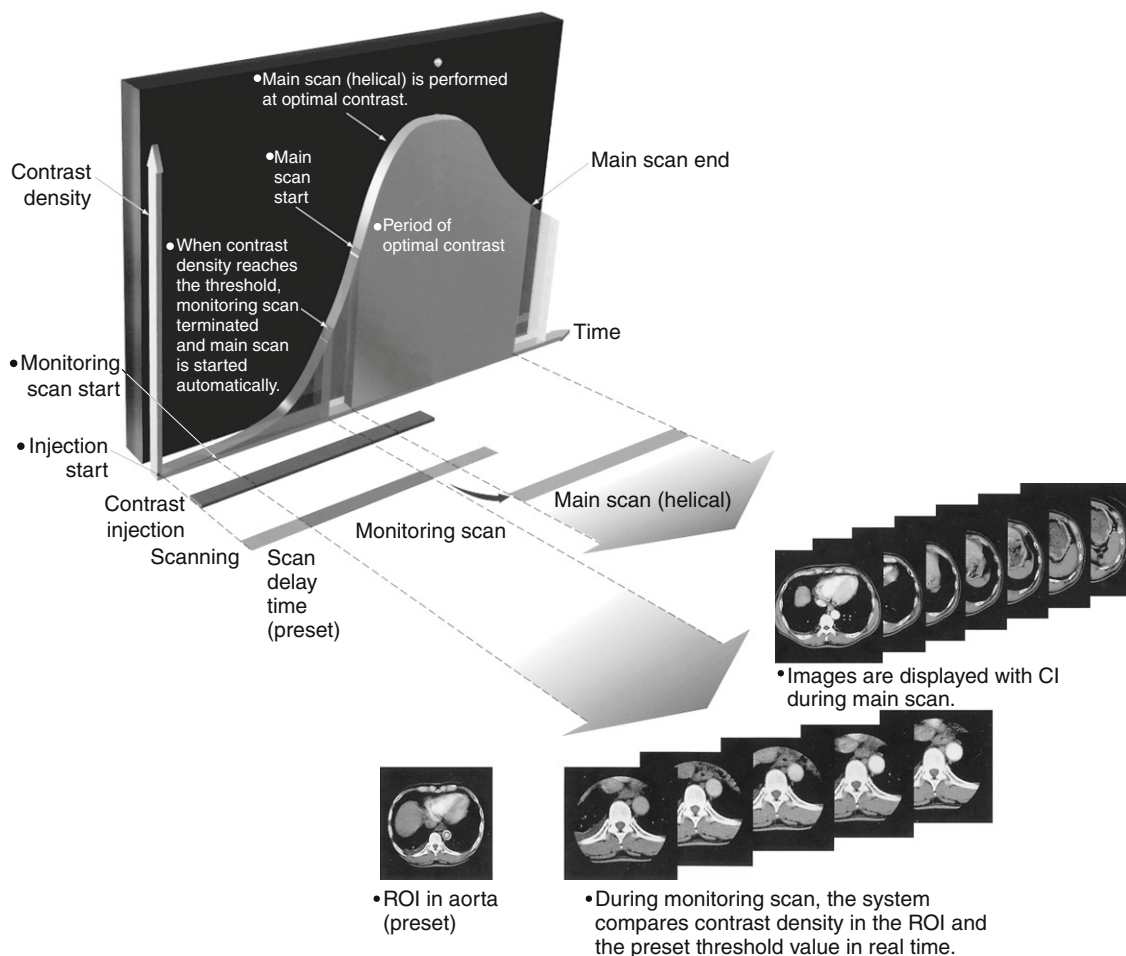 •Main scan (helical) is performed
at optimal contrast.
•Main
scan
start
Main scan end
Contrast
density
•Period of
optimal contrast
•When contrast
density reaches
the threshold,
monitoring scan
terminated
and main scan
is started
automatically.
Time
•Monitoring
scan start
•Injection
start
Contrast
injection
Scanning
Scan
delay
time
(preset)
Monitoring scan
Main scan (helical)
•Images are displayed with CI
during main scan.
•ROI in aorta
(preset)
•During monitoring scan, the system
compares contrast density in the ROI and
the preset threshold value in real time.